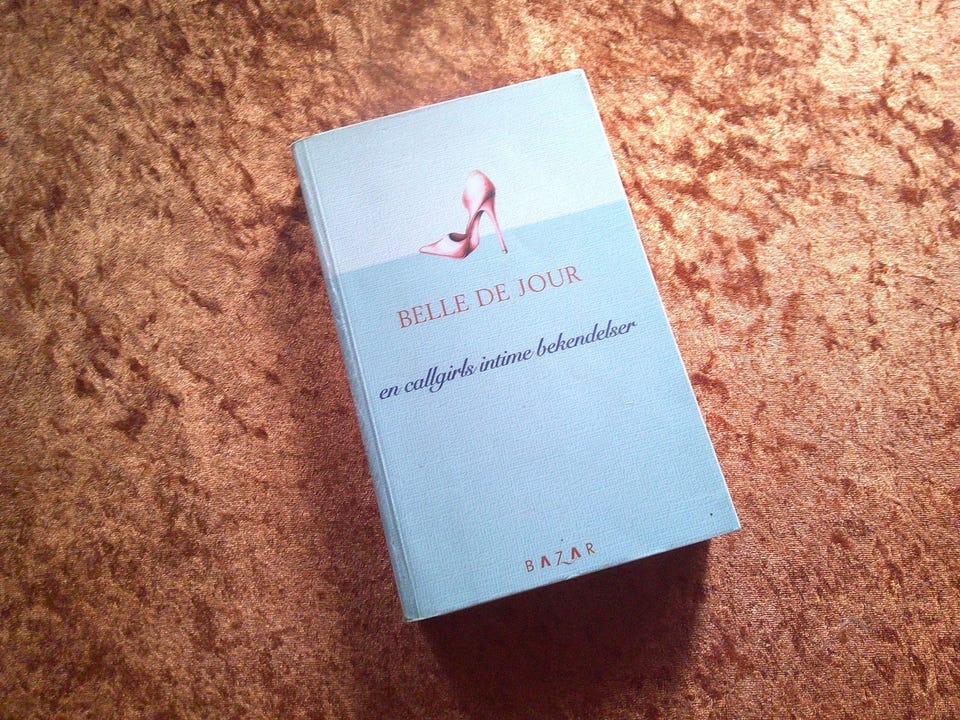 BELLE DE JOUR
en callgirls intime bekendelser
BAZAR